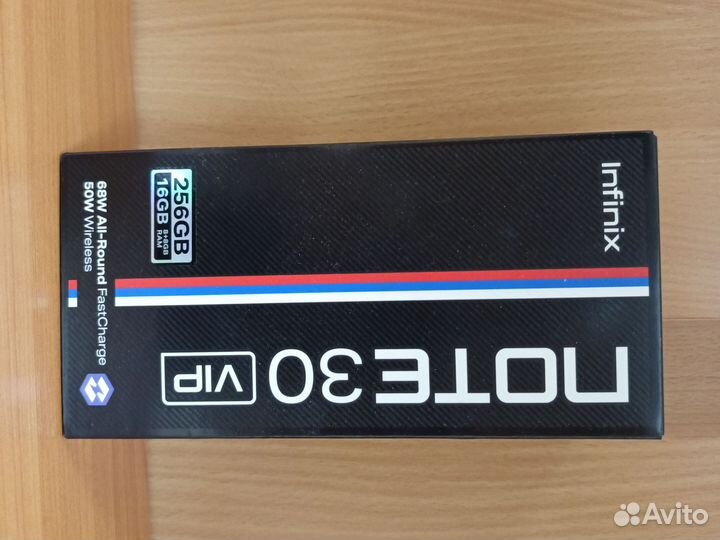 Infinix
NOTE 30
VIP
256GB
16GB 8+8GB RAM
68W All-Round FastCharge
50W Wireless
Avito